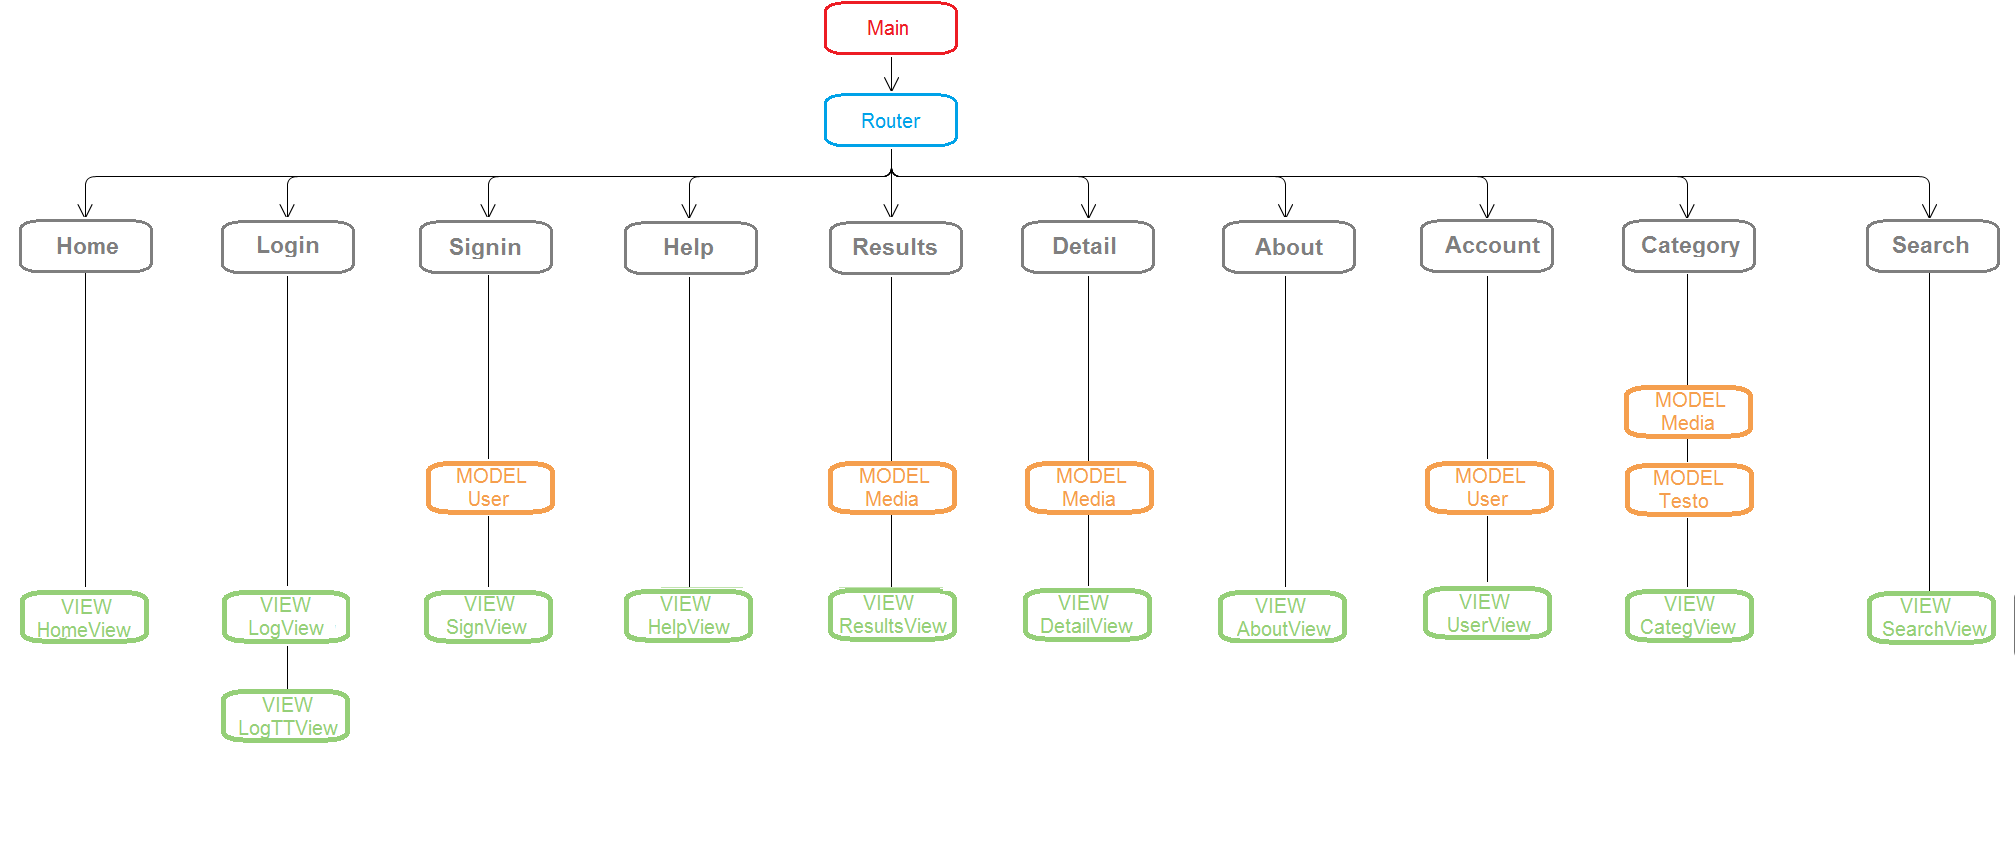 Main
Router
Home
Login
Signin
Help
Results
Detail
About
Account
Category
Search
MODEL
Media
MODEL
User
MODEL
Media
MODEL
Media
MODEL
User
MODEL
Testo
VIEW
HomeView
VIEW
LogView
VIEW
SignView
VIEW
HelpView
VIEW
ResultsView
VIEW
DetailView
VIEW
AboutView
VIEW
UserView
VIEW
CategView
VIEW
SearchView
VIEW
LogTTView